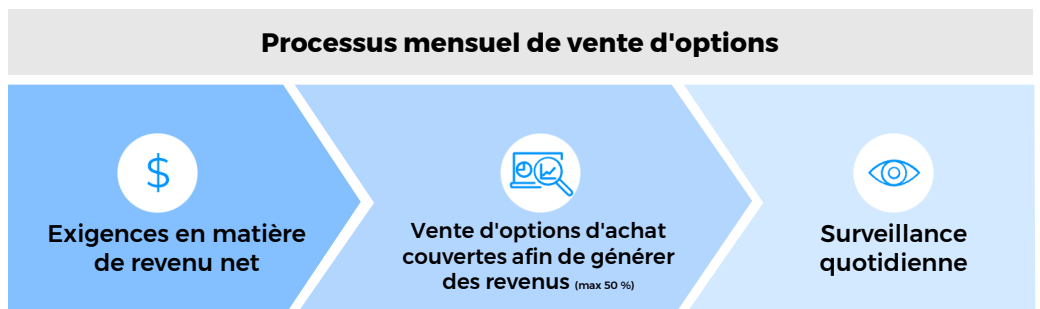 Processus mensuel de vente d'options
$
Exigences en matière
de revenu net
Vente d'options d'achat
couvertes afin de générer
des revenus (max 50 %)
Surveillance
quotidienne